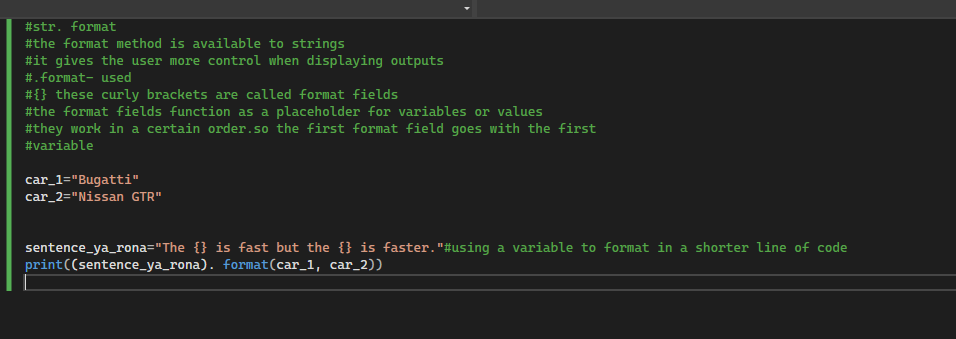 #str. format
#the format method is available to strings
#it gives the user more control when displaying outputs
#.format- used
#{} these curly brackets are called format fields
#the format fields function as a placeholder for variables or values
#they work in a certain order.so the first format field goes with the first
#variable
car_1="Bugatti"
car_2="Nissan GTR"
sentence_ya_rona="The {} is fast but the {} is faster."#using a variable to format in a shorter line of code
print((sentence_ya_rona). format(car_1, car_2))